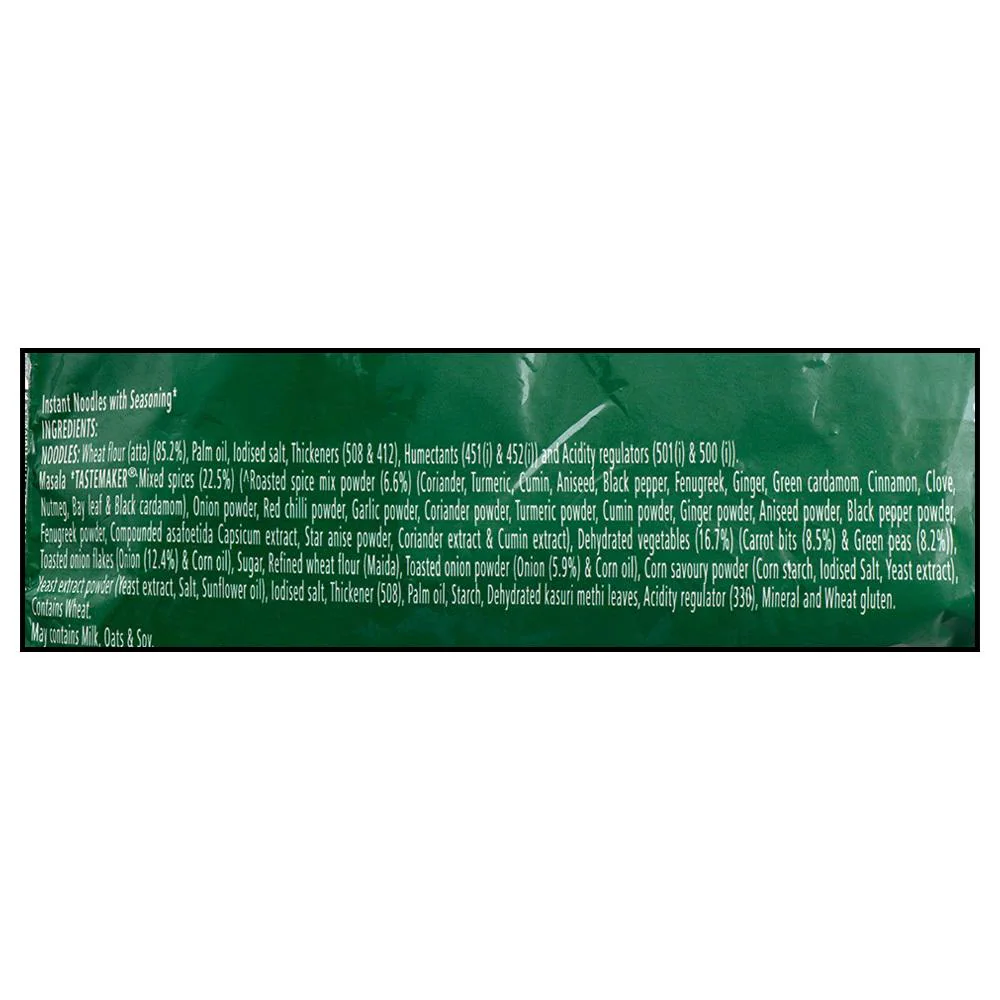 Instant Noodles with Seasoning*
INGREDIENTS:
NOODLES: Wheat flour (atta) (85.2%), Palm oil, Iodised salt, Thickeners (508 & 412), Humectants (451(i) & 452(i)) and Acidity regulators (501(i) & 500 (i)).
Masala *TASTEMAKER®: Mixed spices (22.5%) (^Roasted spice mix powder (6.6%) (Coriander, Turmeric, Cumin, Aniseed, Black pepper, Fenugreek, Ginger, Green cardamom, Cinnamon, Clove,
Nutmeg, Bay leaf & Black cardamom), Onion powder, Red chilli powder, Garlic powder, Coriander powder, Turmeric powder, Cumin powder, Ginger powder, Aniseed powder, Black pepper powder,
Fenugreek powder, Compounded asafoetida Capsicum extract, Star anise powder, Coriander extract & Cumin extract), Dehydrated vegetables (16.7%) (Carrot bits (8.5%) & Green peas (8.2%)),
Toasted onion flakes (Onion (12.4%) & Corn oil), Sugar, Refined wheat flour (Maida), Toasted onion powder (Onion (5.9%) & Corn oil), Corn savoury powder (Corn starch, Iodised Salt, Yeast extract),
Yeast extract powder (Yeast extract, Salt, Sunflower oil), Iodised salt, Thickener (508), Palm oil, Starch, Dehydrated kasuri methi leaves, Acidity regulator (330), Mineral and Wheat gluten.
Contains Wheat.
May contains Milk, Oats & Soy.